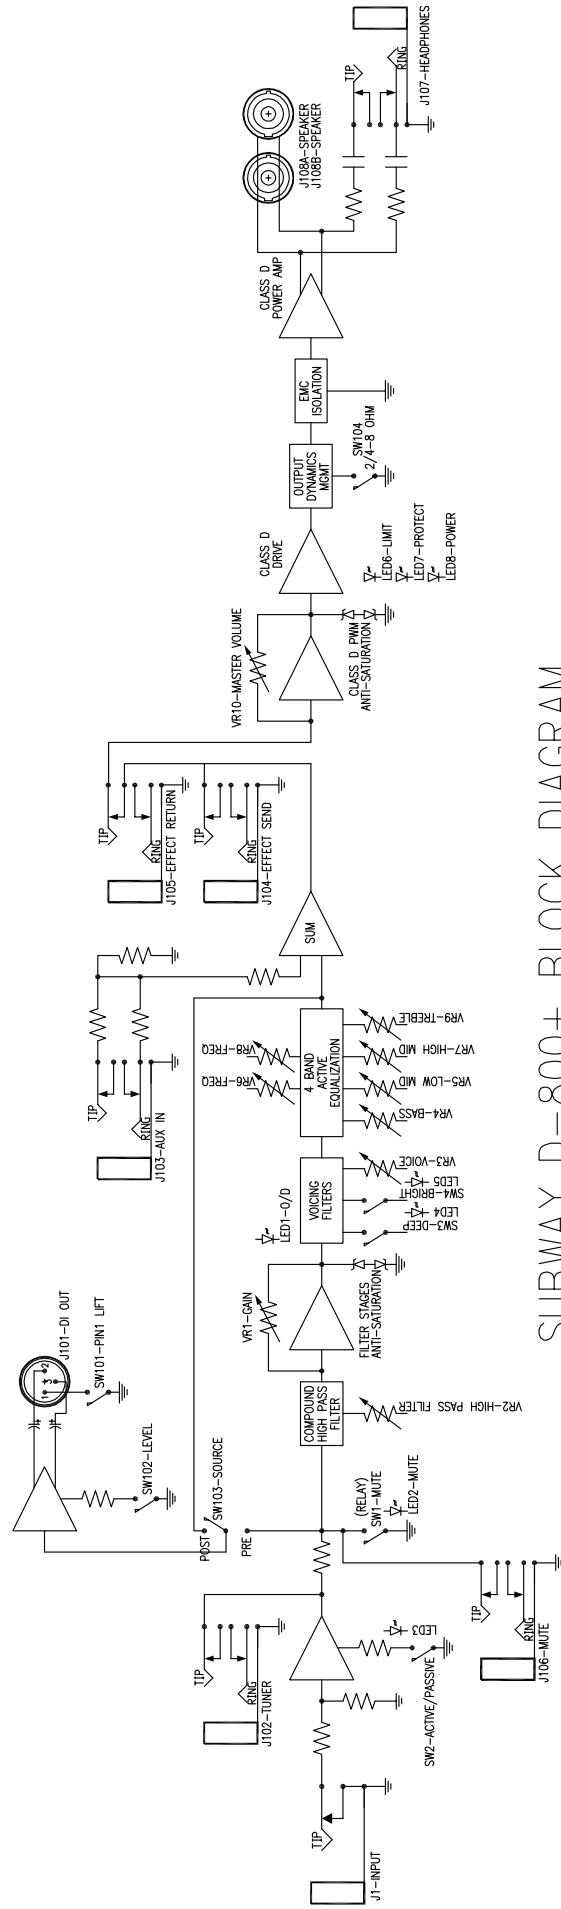 J1-INPUT
TIP
J102-TUNER
TIP
RING
SW2-ACTIVE/PASSIVE
LED3
J106-MUTE
TIP
RING
(RELAY)
SW1-MUTE
LED2-MUTE
POST
PRE
SW103-SOURCE
SW102-LEVEL
SW101-PIN1 LIFT
J101-DI OUT
1
2
3
COMPOUND
HIGH PASS
FILTER
VR2-HIGH PASS FILTER
VR1-GAIN
FILTER STAGES
ANTI-SATURATION
LED1-O/D
VOICING
FILTERS
SW3-DEEP
LED4
SW4-BRIGHT
LED5
VR3-VOICE
4 BAND
ACTIVE
EQUALIZATION
VR6-FREQ
VR8-FREQ
VR4-BASS
VR5-LOW MID
VR7-HIGH MID
VR9-TREBLE
J103-AUX IN
TIP
RING
SUM
J105-EFFECT RETURN
TIP
RING
J104-EFFECT SEND
TIP
RING
VR10-MASTER VOLUME
CLASS D PWM
ANTI-SATURATION
CLASS D
DRIVE
LED6-LIMIT
LED7-PROTECT
LED8-POWER
OUTPUT
DYNAMICS
MGMT
SW104
2/4-8 OHM
EMC
ISOLATION
CLASS D
POWER AMP
J108A-SPEAKER
J108B-SPEAKER
TIP
RING
J107-HEADPHONES
SUBWAY D-800+ BLOCK DIAGRAM